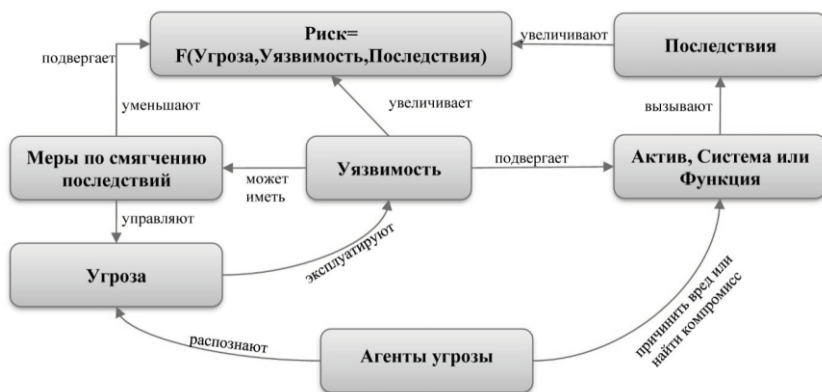 Риск=
F(Угроза,Уязвимость,Последствия)
увеличивают
Последствия
подвергает
уменьшают
увеличивает
вызывают
Меры по смягчению
последствий
может
иметь
Уязвимость
подвергает
Актив, Система или
Функция
управляют
Угроза
эксплуатируют
причинить вред или
найти компромисс
распознают
Агенты угрозы